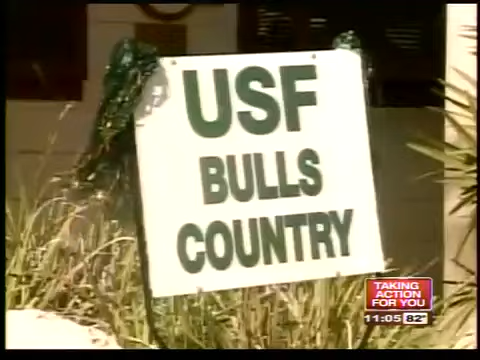 USF
BULLS
COUNTRY
TAKING
ACTION
FOR YOU
11:05 82°